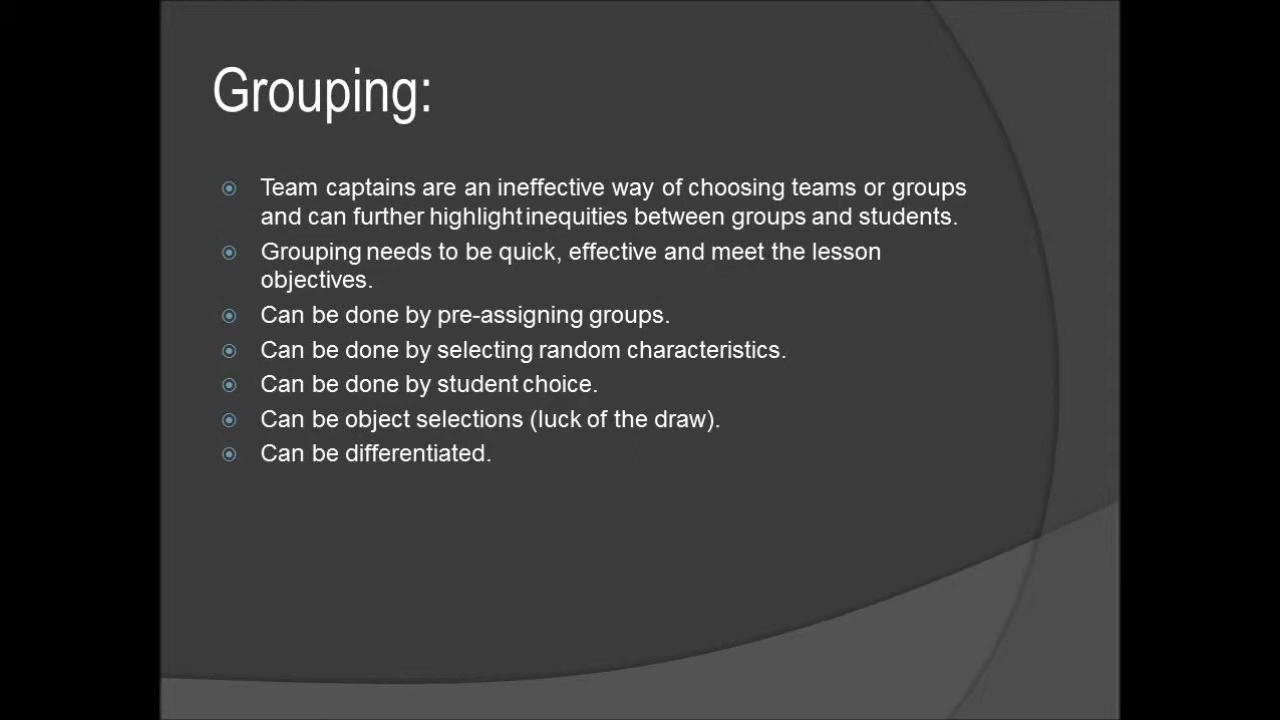 Grouping:
Team captains are an ineffective way of choosing teams or groups
and can further highlight inequities between groups and students.
Grouping needs to be quick, effective and meet the lesson
objectives.
Can be done by pre-assigning groups.
Can be done by selecting random characteristics.
Can be done by student choice.
Can be object selections (luck of the draw).
Can be differentiated.